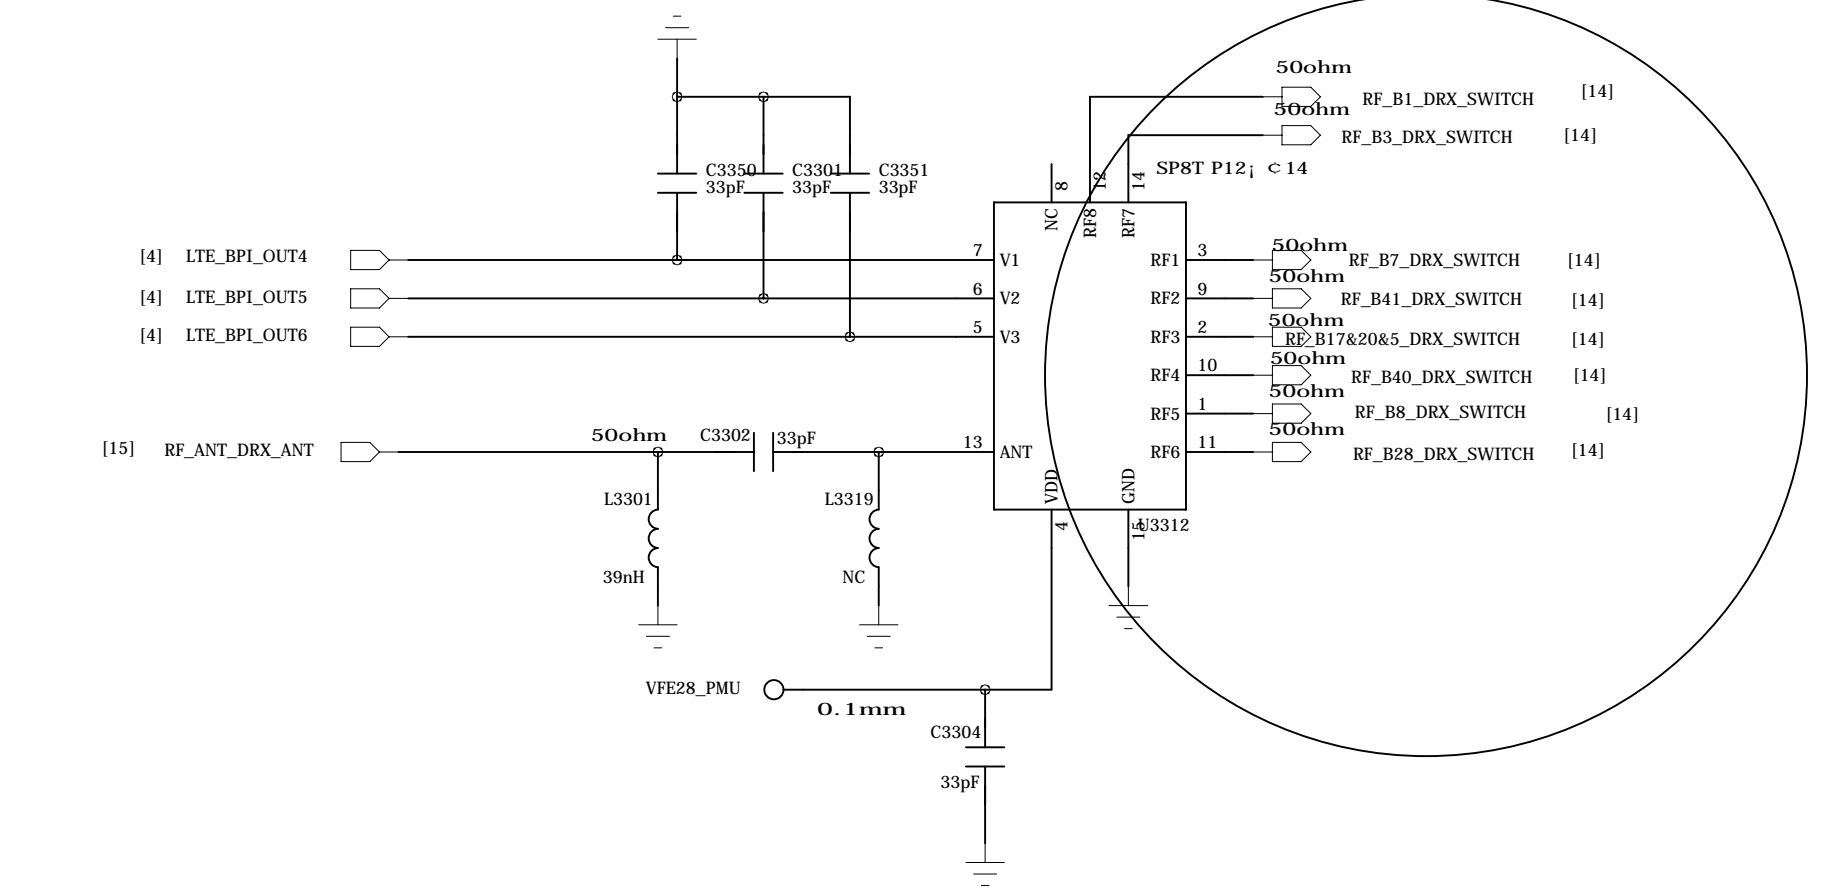 50ohm
RF_B1_DRX_SWITCH [14]
50ohm
RF_B3_DRX_SWITCH [14]
SP8T P12¡ ¢14
C3350 C3301 C3351
33pF 33pF 33pF
8 12 14
NC RF8 RF7
[4] LTE_BPI_OUT4 7 V1 RF1 3 50ohm RF_B7_DRX_SWITCH [14]
[4] LTE_BPI_OUT5 6 V2 RF2 9 50ohm RF_B41_DRX_SWITCH [14]
[4] LTE_BPI_OUT6 5 V3 RF3 2 50ohm RF_B17&20&5_DRX_SWITCH [14]
RF4 10 50ohm RF_B40_DRX_SWITCH [14]
RF5 1 50ohm RF_B8_DRX_SWITCH [14]
[15] RF_ANT_DRX_ANT 50ohm C3302 33pF 13 ANT RF6 11 50ohm RF_B28_DRX_SWITCH [14]
VDD GND
L3301 L3319
4 15 U3312
39nH NC
VFE28_PMU
0.1mm
C3304
33pF